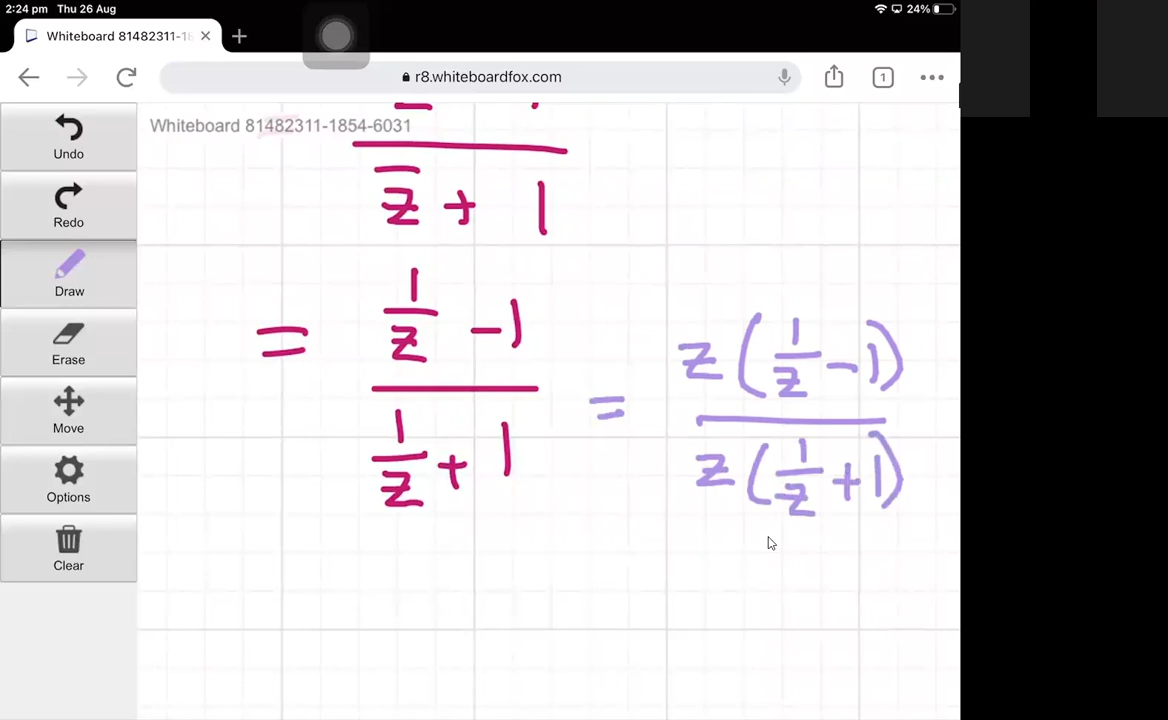 2:24 pm Thu 26 Aug
24%
Whiteboard 81482311-18
r8.whiteboardfox.com
1
Whiteboard 81482311-1854-6031
Undo
Redo
Draw
Erase
Move
Options
Clear
z̅ + 1
= (1/z - 1)/(1/z + 1) = z(1/z - 1)/z(1/z + 1)